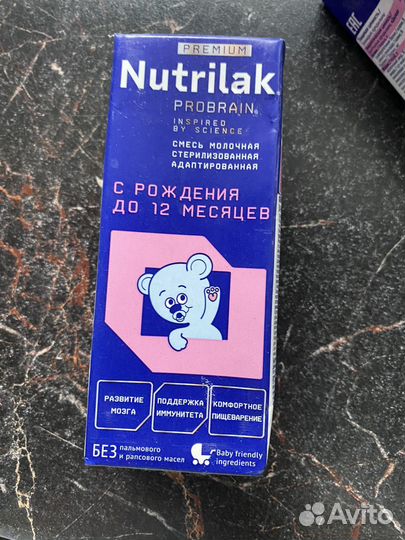 PREMIUM
Nutrilak
PROBRAIN
INSPIRED
BY SCIENCE
СМЕСЬ МОЛОЧНАЯ
СТЕРИЛИЗОВАННАЯ
АДАПТИРОВАННАЯ
С РОЖДЕНИЯ
ДО 12 МЕСЯЦЕВ
РАЗВИТИЕ
МОЗГА
ПОДДЕРЖКА
ИММУНИТЕТА
КОМФОРТНОЕ
ПИЩЕВАРЕНИЕ
БЕЗ пальмового
и рапсового масел
Baby friendly
ingredients
EAC
Avito